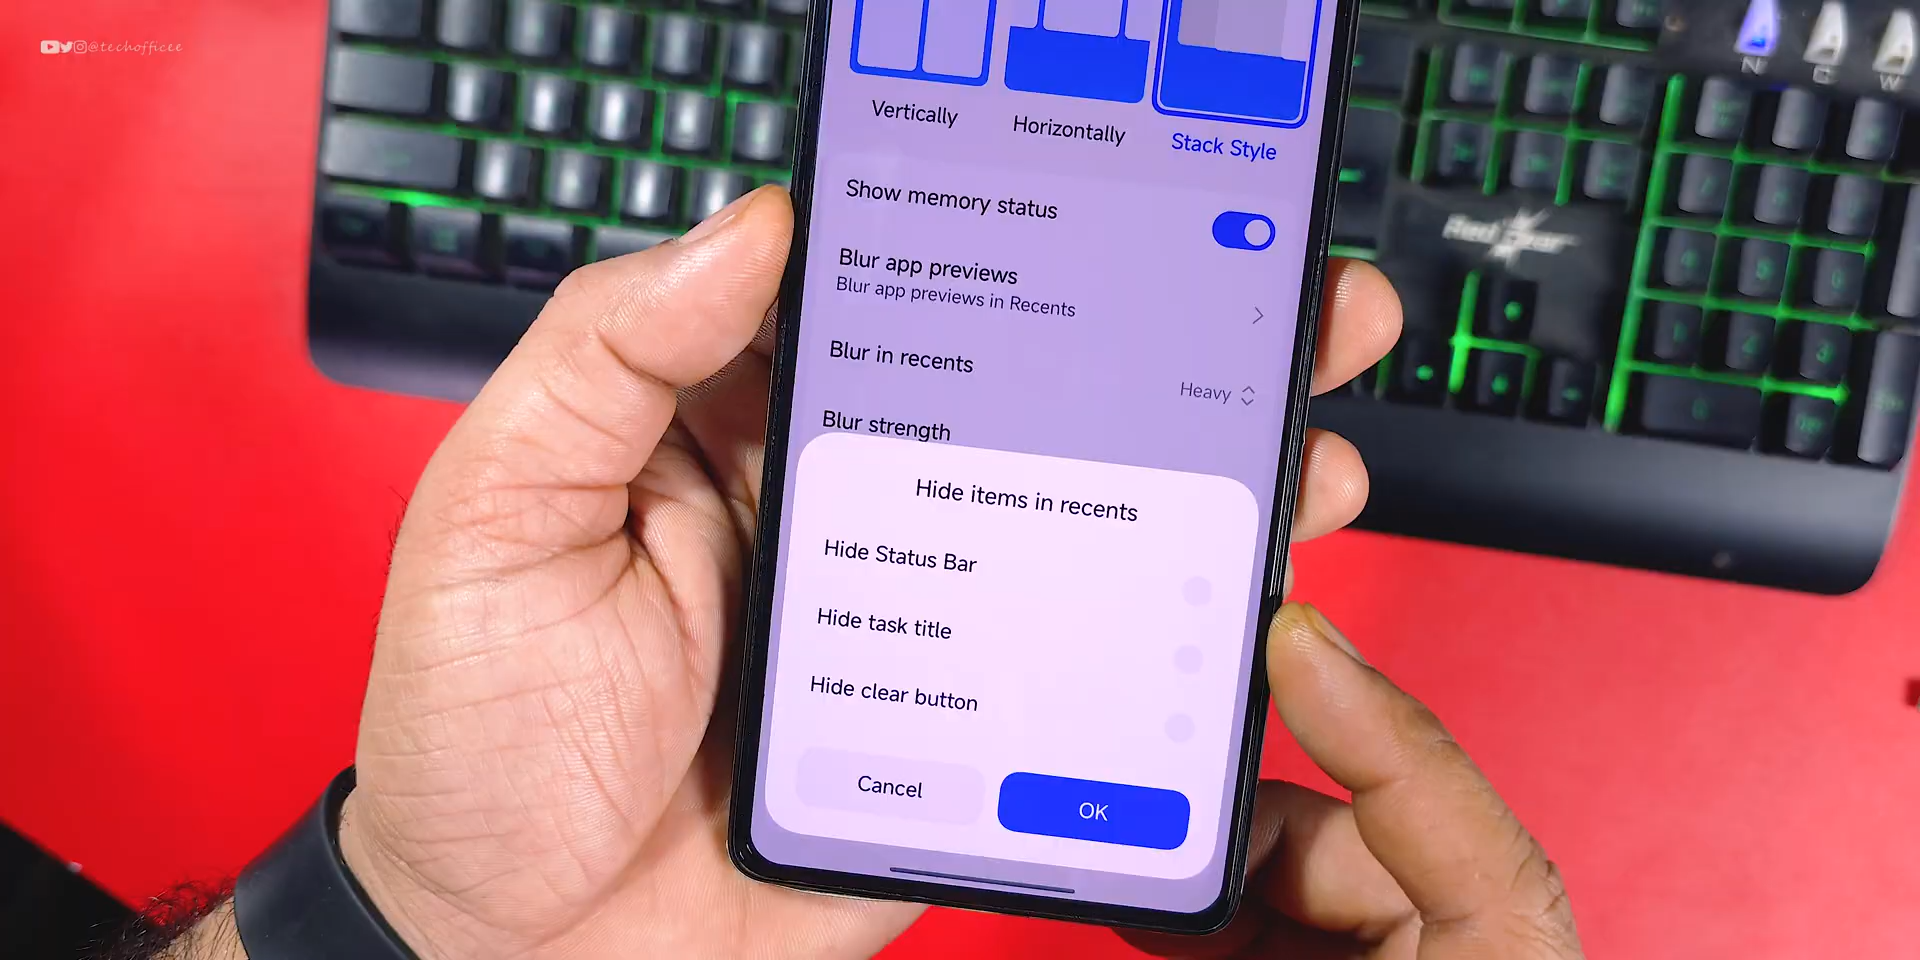 @techofficee
N C W
Vertically Horizontally Stack Style
Show memory status
Blur app previews
Blur app previews in Recents
Blur in recents
Heavy
Blur strength
Hide items in recents
Hide Status Bar
Hide task title
Hide clear button
Cancel OK